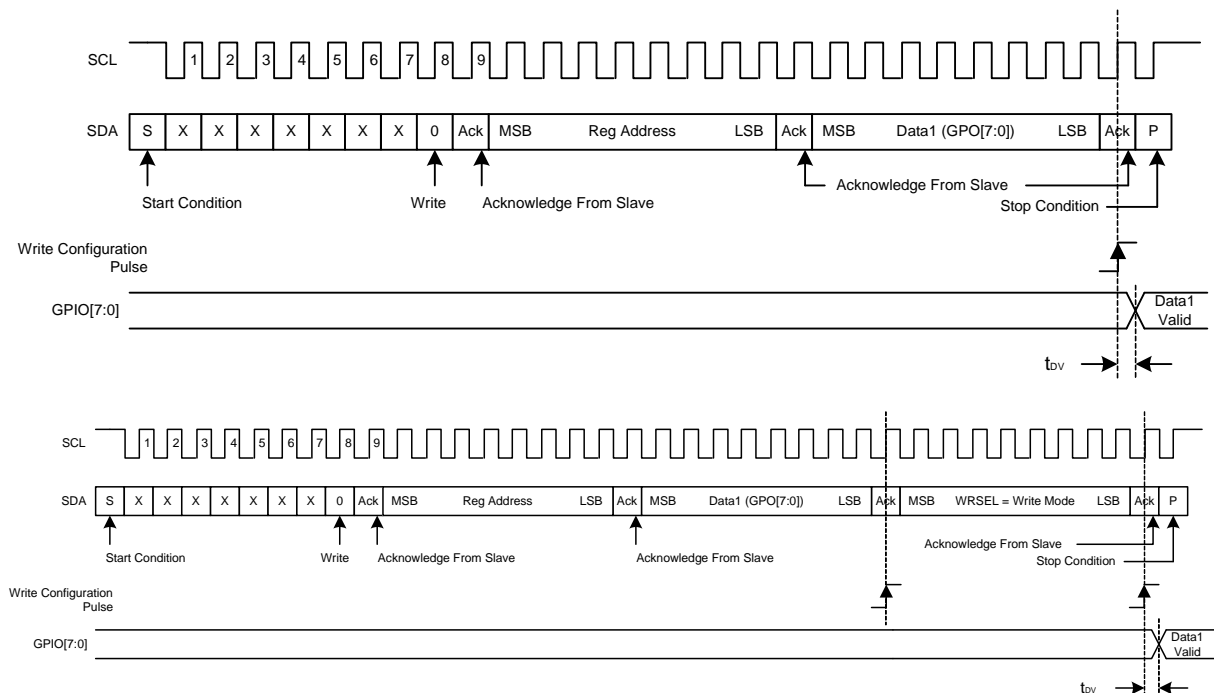 SCL 1 2 3 4 5 6 7 8 9
SDA S X X X X X X X 0 Ack MSB Reg Address LSB Ack MSB Data1 (GPO[7:0]) LSB Ack P
Acknowledge From Slave
Start Condition Write Acknowledge From Slave Stop Condition
Write Configuration
Pulse
GPIO[7:0] Data1
Valid
tDV
SCL 1 2 3 4 5 6 7 8 9
SDA S X X X X X X X 0 Ack MSB Reg Address LSB Ack MSB Data1 (GPO[7:0]) LSB Ack MSB WRSEL = Write Mode LSB Ack P
Acknowledge From Slave
Start Condition Write Acknowledge From Slave Acknowledge From Slave Stop Condition
Write Configuration
Pulse
GPIO[7:0] Data1
Valid
tDV